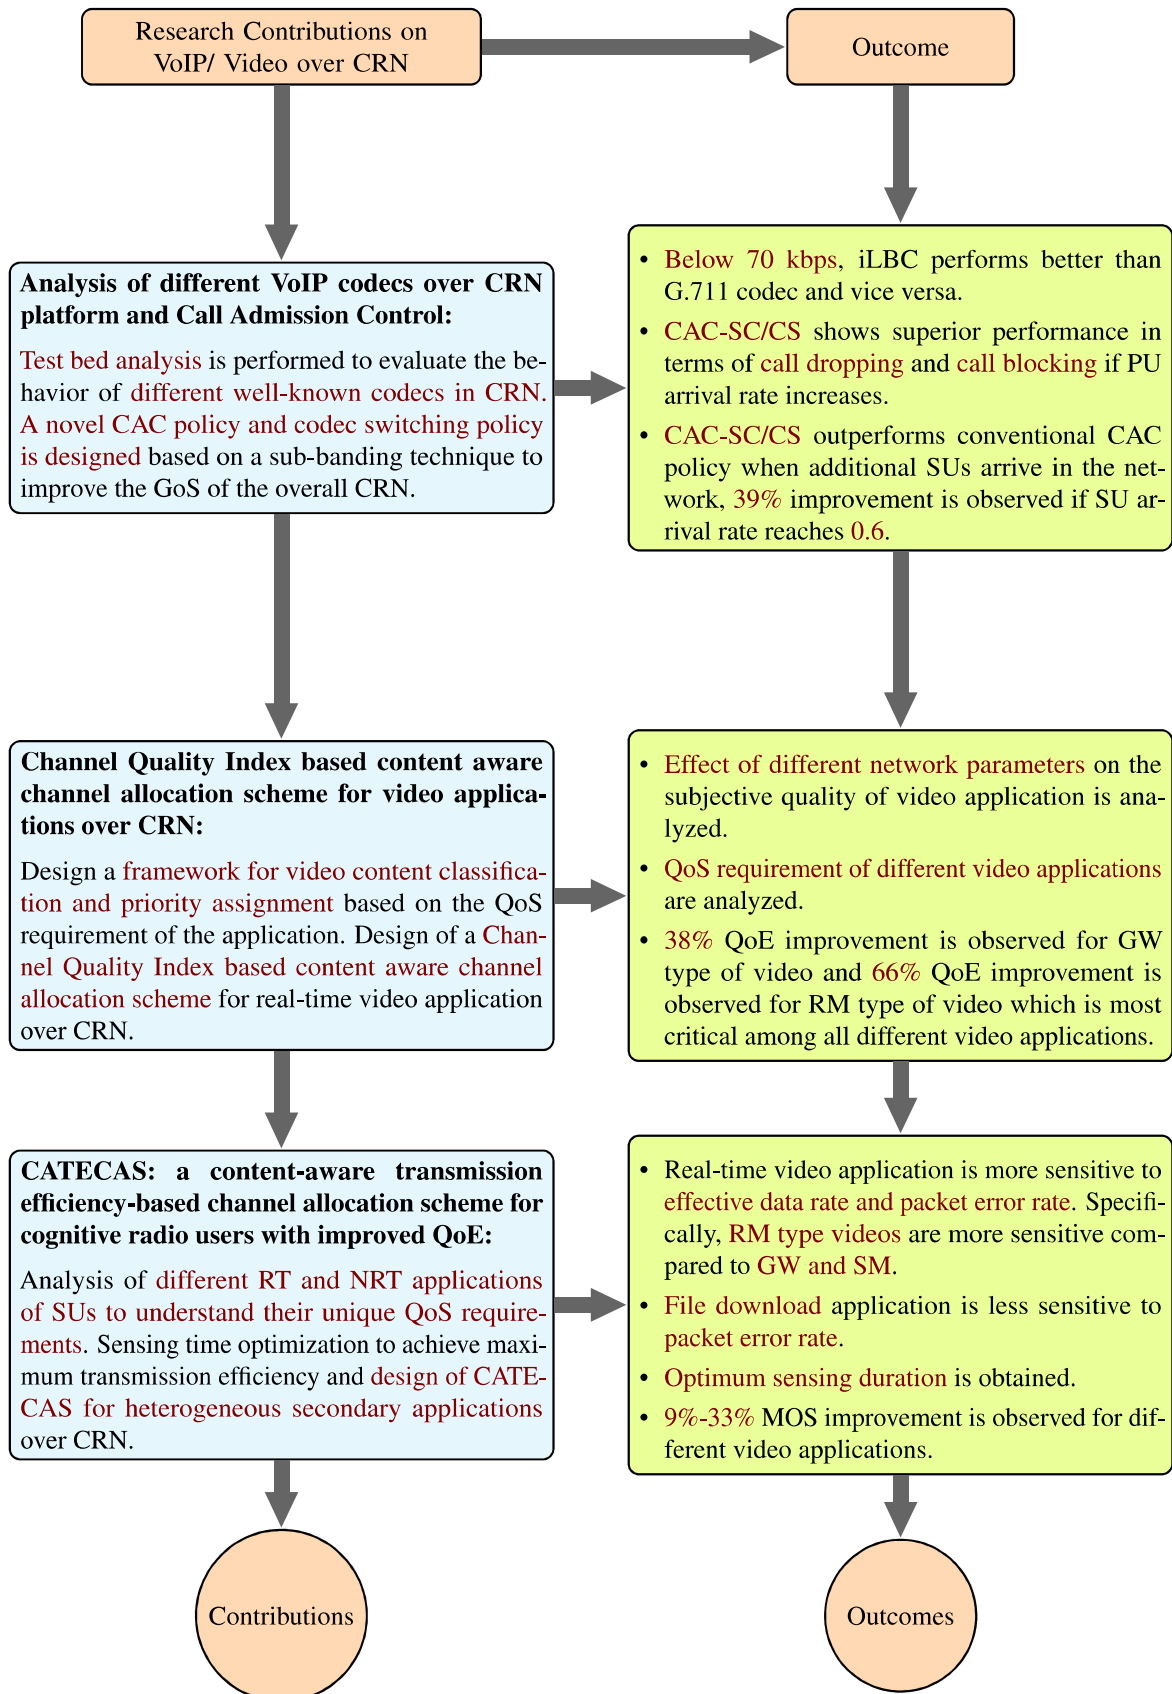 Research Contributions on
VoIP/ Video over CRN
Outcome
Analysis of different VoIP codecs over CRN
platform and Call Admission Control:
Test bed analysis is performed to evaluate the be-
havior of different well-known codecs in CRN.
A novel CAC policy and codec switching policy
is designed based on a sub-banding technique to
improve the GoS of the overall CRN.
• Below 70 kbps, iLBC performs better than
G.711 codec and vice versa.
• CAC-SC/CS shows superior performance in
terms of call dropping and call blocking if PU
arrival rate increases.
• CAC-SC/CS outperforms conventional CAC
policy when additional SUs arrive in the net-
work, 39% improvement is observed if SU ar-
rival rate reaches 0.6.
Channel Quality Index based content aware
channel allocation scheme for video applica-
tions over CRN:
Design a framework for video content classifica-
tion and priority assignment based on the QoS
requirement of the application. Design of a Chan-
nel Quality Index based content aware channel
allocation scheme for real-time video application
over CRN.
• Effect of different network parameters on the
subjective quality of video application is ana-
lyzed.
• QoS requirement of different video applications
are analyzed.
• 38% QoE improvement is observed for GW
type of video and 66% QoE improvement is
observed for RM type of video which is most
critical among all different video applications.
CATECAS: a content-aware transmission
efficiency-based channel allocation scheme for
cognitive radio users with improved QoE:
Analysis of different RT and NRT applications
of SUs to understand their unique QoS require-
ments. Sensing time optimization to achieve maxi-
mum transmission efficiency and design of CATE-
CAS for heterogeneous secondary applications
over CRN.
• Real-time video application is more sensitive to
effective data rate and packet error rate. Specifi-
cally, RM type videos are more sensitive com-
pared to GW and SM.
• File download application is less sensitive to
packet error rate.
• Optimum sensing duration is obtained.
• 9%-33% MOS improvement is observed for dif-
ferent video applications.
Contributions
Outcomes